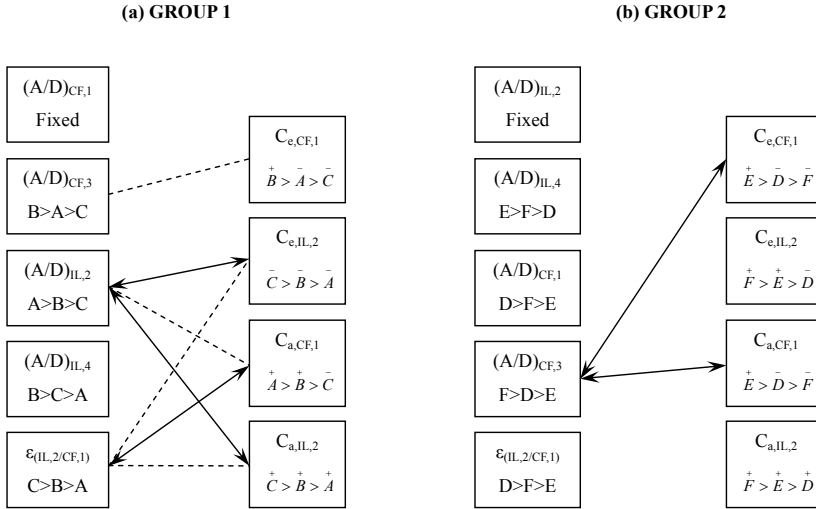 (a) GROUP 1
(A/D)CF,1
Fixed
(A/D)CF,3
B>A>C
(A/D)IL,2
A>B>C
(A/D)IL,4
B>C>A
ε(IL,2/CF,1)
C>B>A
Ce,CF,1
+ − −
B > A > C
Ce,IL,2
− − −
C > B > A
Ca,CF,1
+ + −
A > B > C
Ca,IL,2
+ + +
C > B > A
(b) GROUP 2
(A/D)IL,2
Fixed
(A/D)IL,4
E>F>D
(A/D)CF,1
D>F>E
(A/D)CF,3
F>D>E
ε(IL,2/CF,1)
D>F>E
Ce,CF,1
+ − −
E > D > F
Ce,IL,2
+ + −
F > E > D
Ca,CF,1
+ − −
E > D > F
Ca,IL,2
+ + +
F > E > D